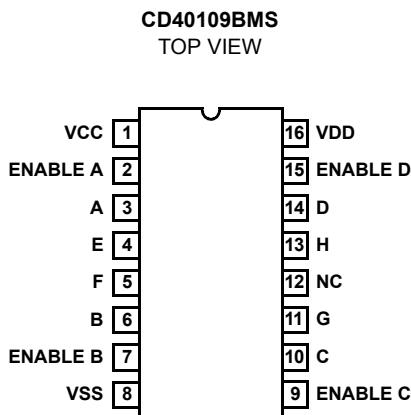 CD40109BMS
TOP VIEW
VCC 1 16 VDD
ENABLE A 2 15 ENABLE D
A 3 14 D
E 4 13 H
F 5 12 NC
B 6 11 G
ENABLE B 7 10 C
VSS 8 9 ENABLE C